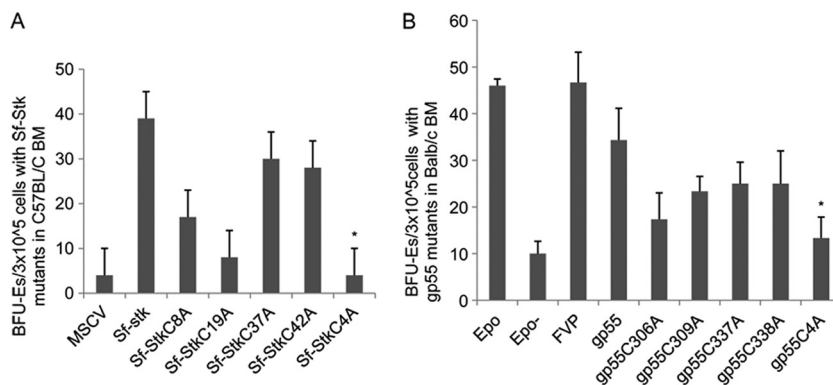 A
BFU-Es/3x10^5 cells with Sf-Stk
mutants in C57BL/C BM
50
40
30
20
10
0
*
MSCV
Sf-stk
Sf-StkC8A
Sf-StkC19A
Sf-StkC37A
Sf-StkC42A
Sf-StkC4A
B
BFU-Es/3x10^5cells with
gp55 mutants in Balb/c BM
60
50
40
30
20
10
0
*
Epo
Epo-
FVP
gp55
gp55C306A
gp55C309A
gp55C337A
gp55C338A
gp55C4A